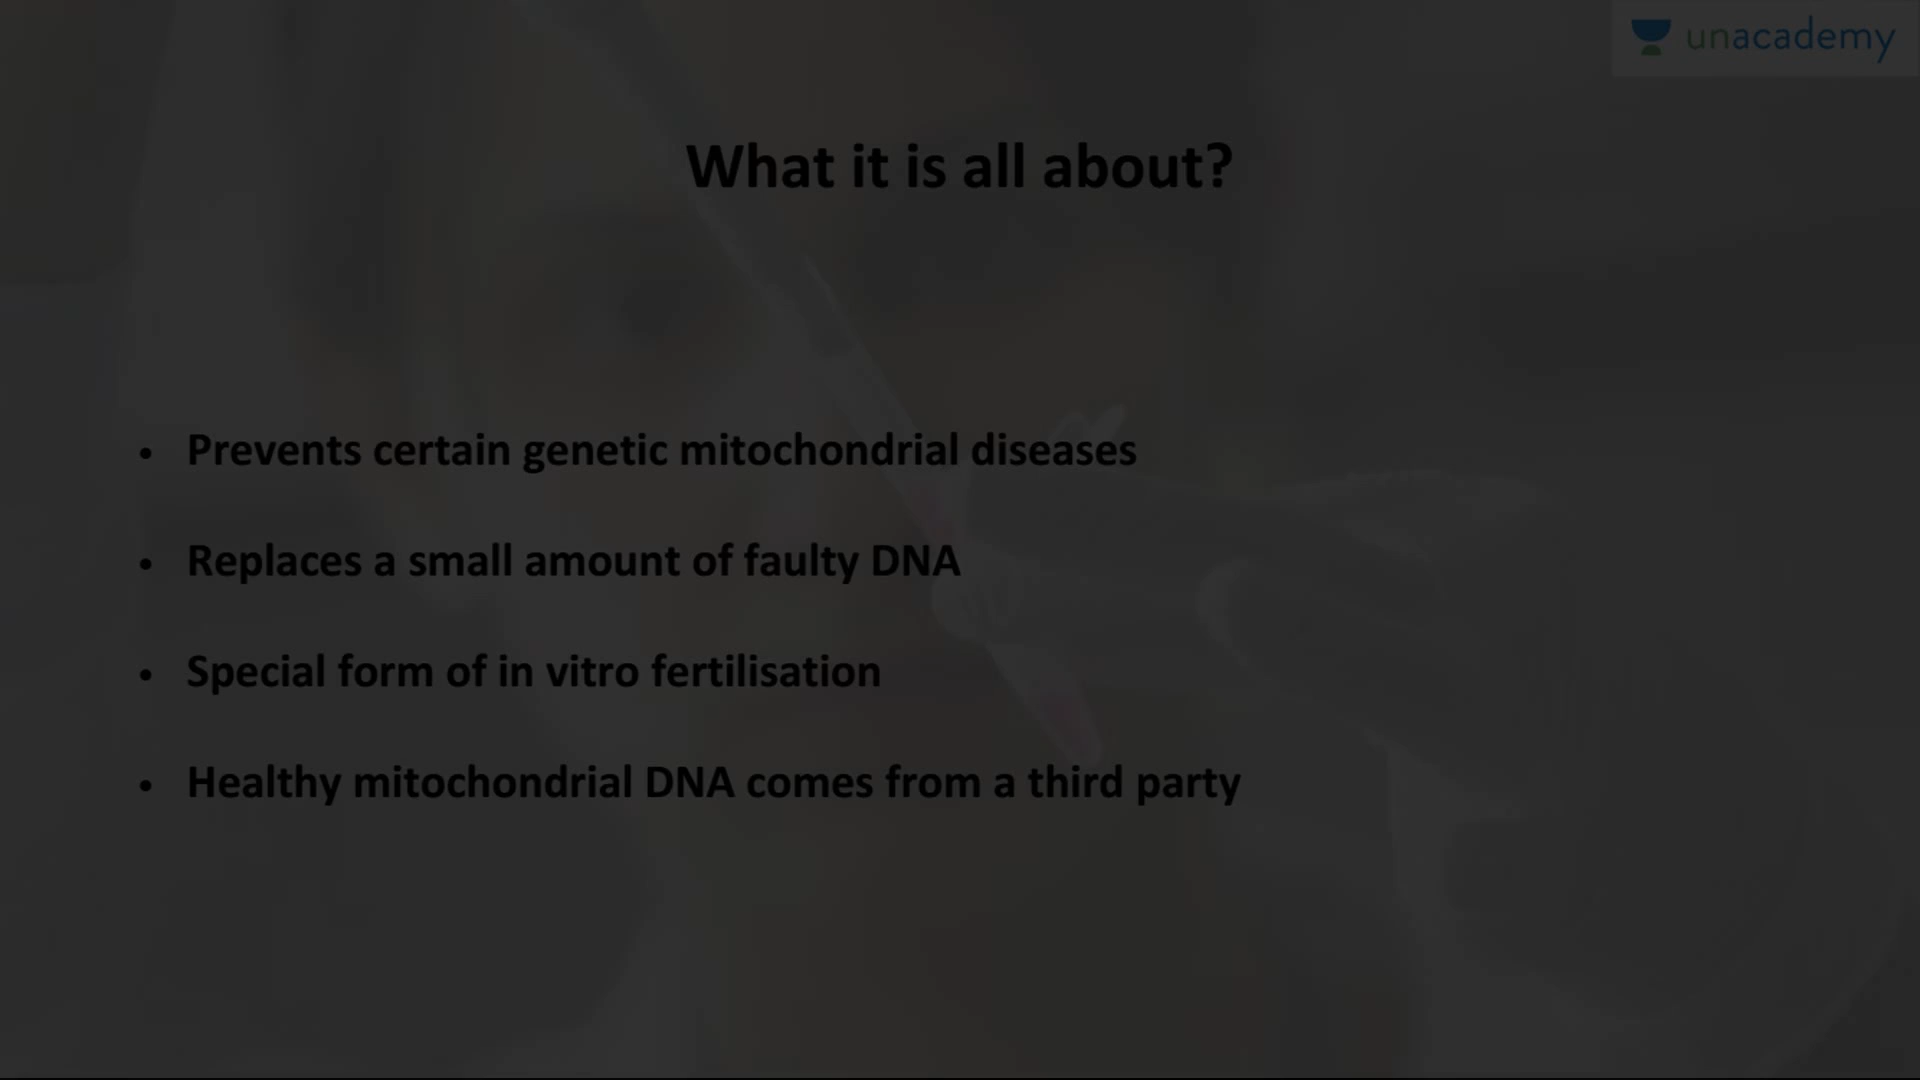 unacademy
What it is all about?
• Prevents certain genetic mitochondrial diseases
• Replaces a small amount of faulty DNA
• Special form of in vitro fertilisation
• Healthy mitochondrial DNA comes from a third party